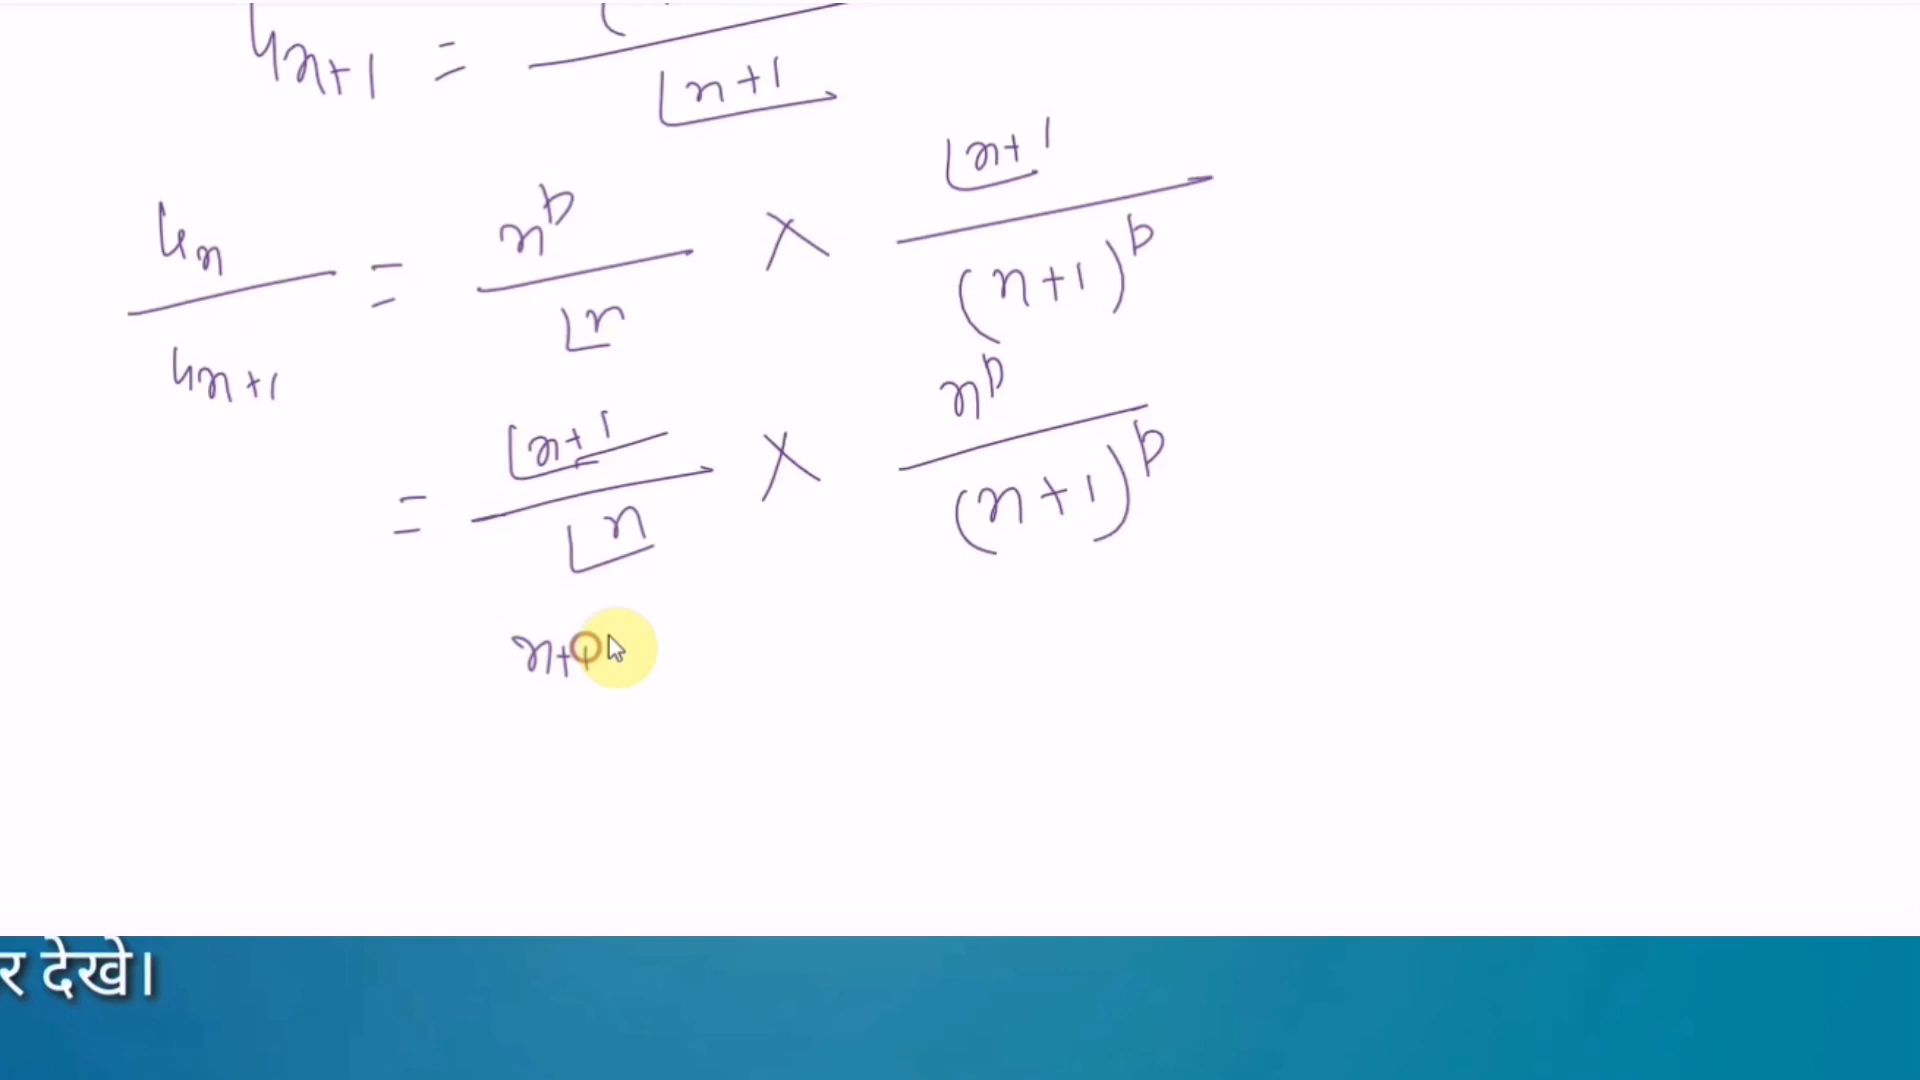 u_{n+1} = (
⌊n+1
u_n / u_{n+1} = n^p / ⌊n × ⌊n+1 / (n+1)^p
= ⌊n+1 / ⌊n × n^p / (n+1)^p
n+1
र देखे।